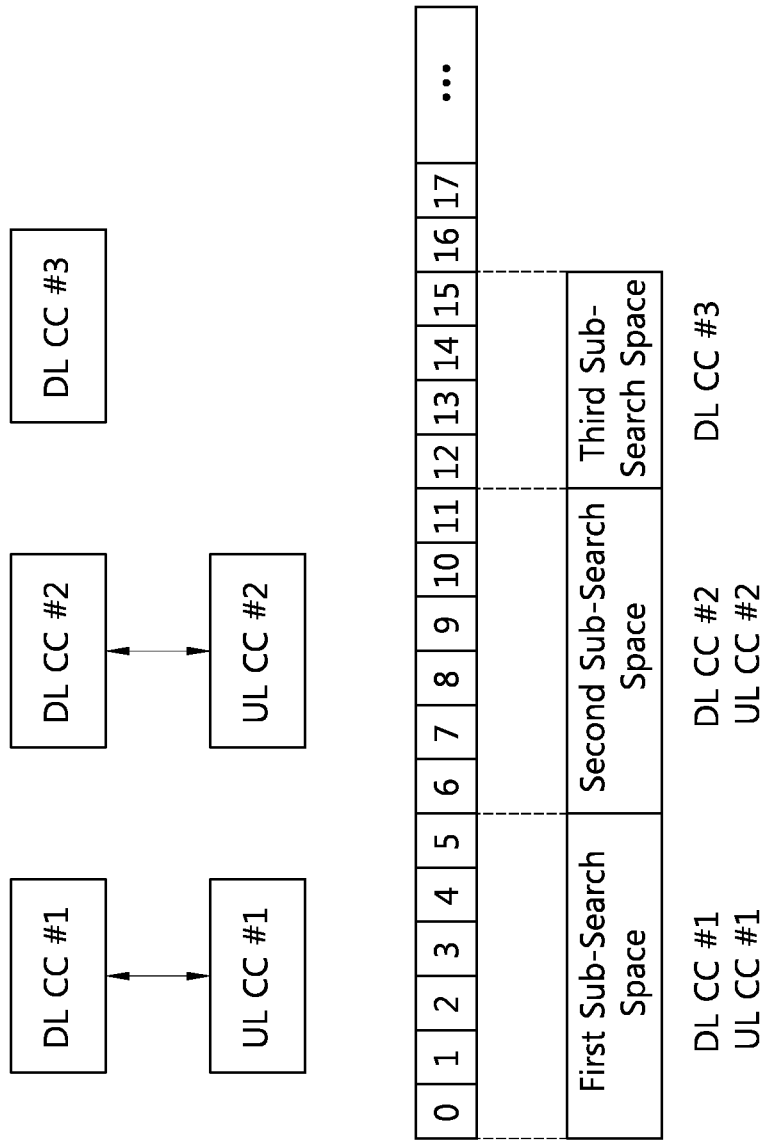 DL CC #1
DL CC #2
DL CC #3
UL CC #1
UL CC #2
0 1 2 3 4 5 6 7 8 9 10 11 12 13 14 15 16 17 ...
First Sub-Search
Space
Second Sub-Search
Space
Third Sub-
Search Space
DL CC #1
UL CC #1
DL CC #2
UL CC #2
DL CC #3